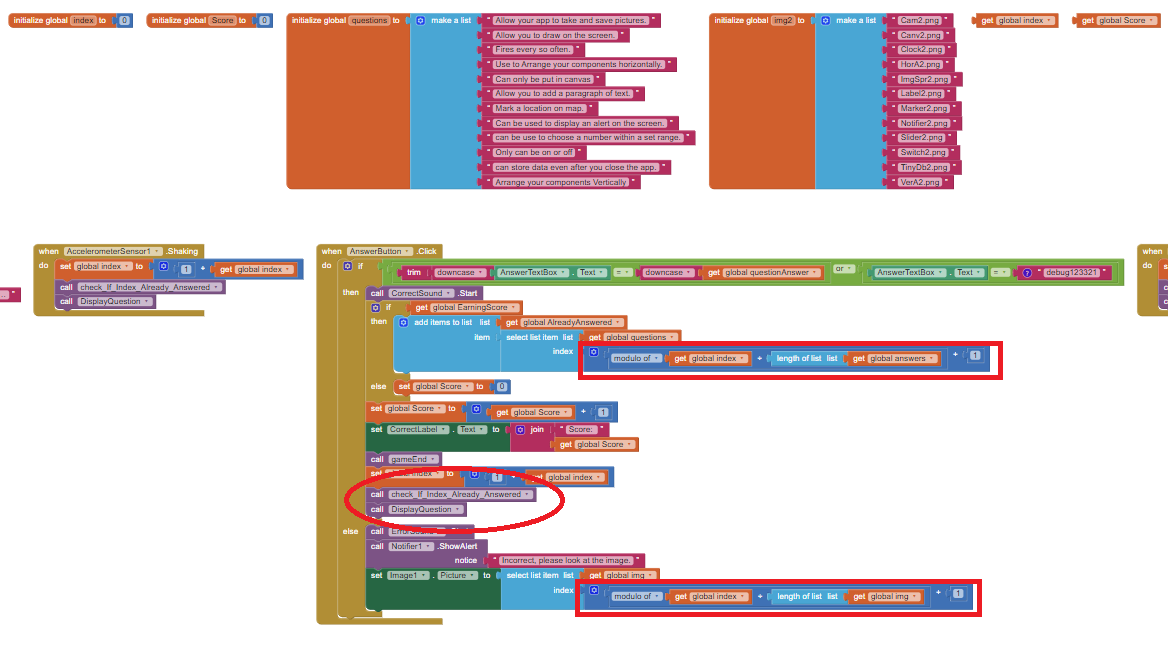 initialize global index to 0
initialize global Score to 0
initialize global questions to make a list " Allow your app to take and save pictures. "
" Allow you to draw on the screen. "
" Fires every so often. "
" Use to Arrange your components horizontally. "
" Can only be put in canvas "
" Allow you to add a paragraph of text. "
" Mark a location on map. "
" Can be used to display an alert on the screen. "
" can be use to choose a number within a set range. "
" Only can be on or off "
" can store data even after you close the app. "
" Arrange your components Vertically "
initialize global img2 to make a list " Cam2.png "
" Canv2.png "
" Clock2.png "
" HorA2.png "
" ImgSpr2.png "
" Label2.png "
" Marker2.png "
" Notifier2.png "
" Slider2.png "
" Switch2.png "
" TinyDb2.png "
" VerA2.png "
get global index
get global Score
when AccelerometerSensor1 .Shaking
do set global index to 1 + get global index
call check_If_Index_Already_Answered
call DisplayQuestion
... "
when AnswerButton .Click
do if trim downcase AnswerTextBox . Text = downcase get global questionAnswer or AnswerTextBox . Text = " debug123321 "
then call CorrectSound .Start
if get global EarningScore
then add items to list list get global AlreadyAnswered
item select list item list get global questions
index modulo of get global index ÷ length of list list get global answers + 1
else set global Score to 0
set global Score to get global Score + 1
set CorrectLabel . Text to join " Score: "
get global Score
call gameEnd
set index to 1 get global index
call check_If_Index_Already_Answered
call DisplayQuestion
else call
call Notifier1 .ShowAlert
notice " Incorrect, please look at the image. "
set Image1 . Picture to select list item list get global img
index modulo of get global index ÷ length of list list get global img + 1
when
do